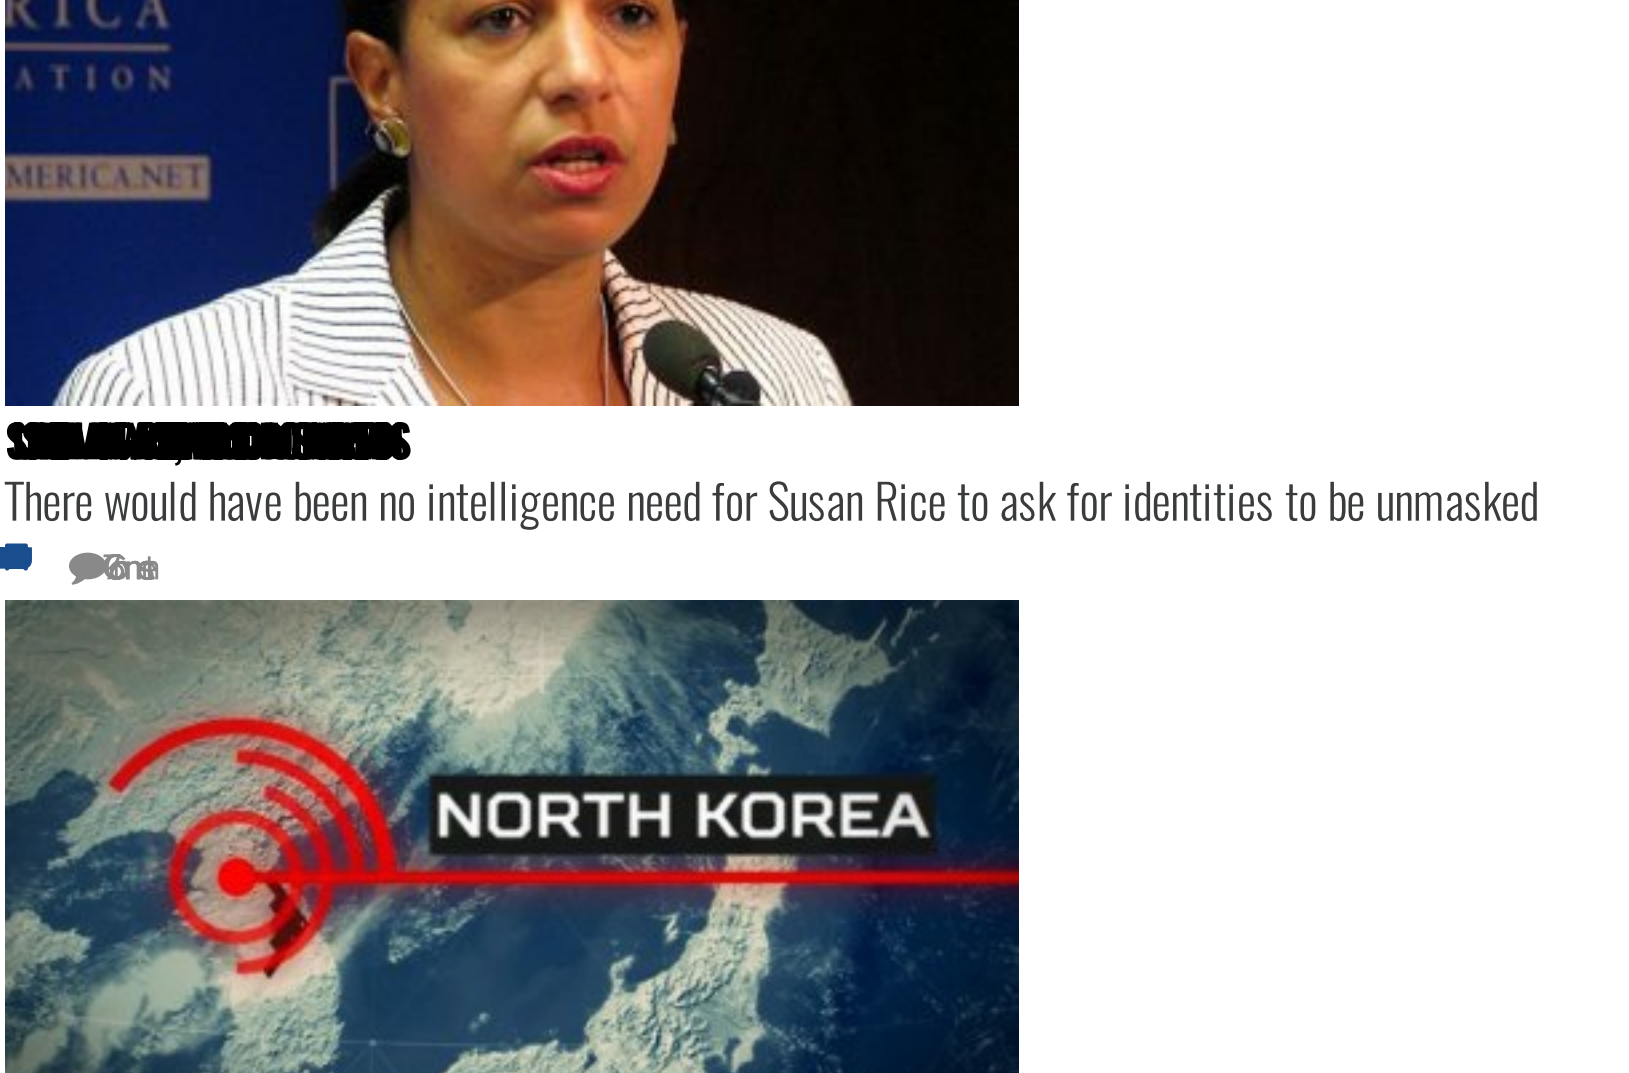 RICA
ATION
MERICA.NET
There would have been no intelligence need for Susan Rice to ask for identities to be unmasked
NORTH KOREA